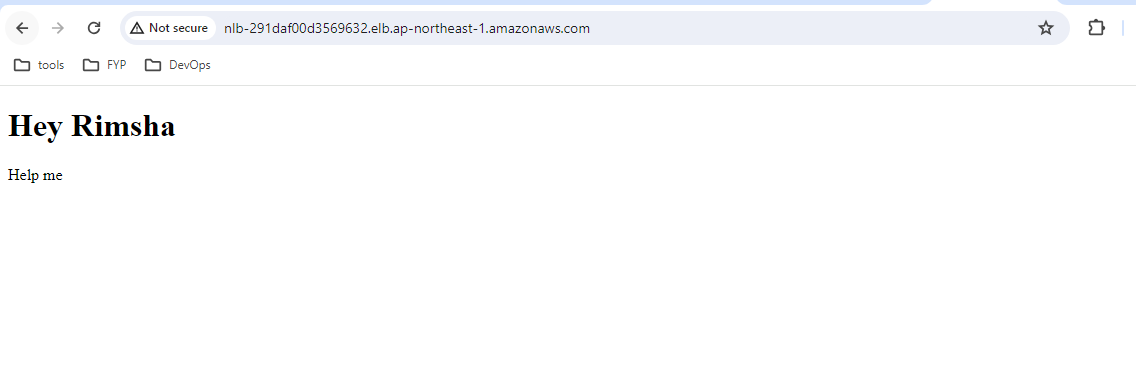 Not secure nlb-291daf00d3569632.elb.ap-northeast-1.amazonaws.com
tools FYP DevOps
Hey Rimsha
Help me